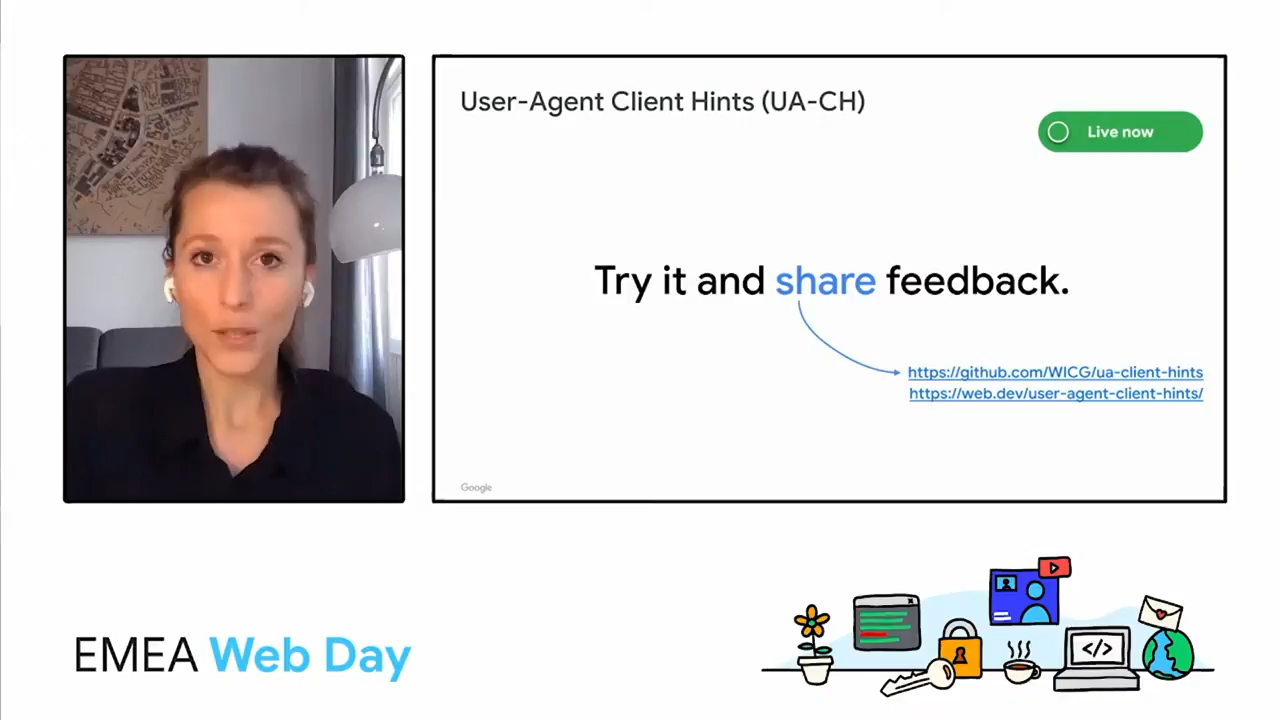 User-Agent Client Hints (UA-CH)
Live now
Try it and share feedback.
https://github.com/WICG/ua-client-hints
https://web.dev/user-agent-client-hints/
Google
EMEA Web Day
</>